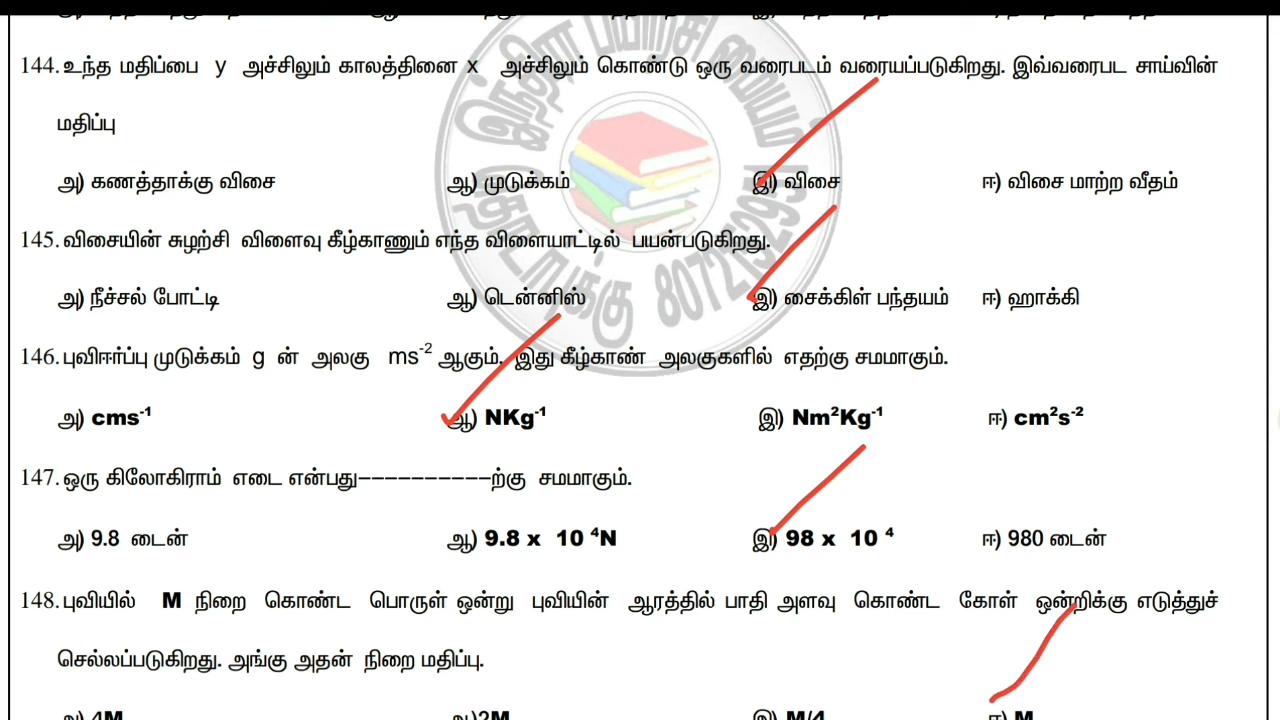 144. உந்த மதிப்பை y அச்சிலும் காலத்தினை x அச்சிலும் கொண்டு ஒரு வரைபடம் வரையப்படுகிறது. இவ்வரைபட சாய்வின்
மதிப்பு
அ) கணத்தாக்கு விசை ஆ) முடுக்கம் இ) விசை ஈ) விசை மாற்ற வீதம்
145. விசையின் சுழற்சி விளைவு கீழ்காணும் எந்த விளையாட்டில் பயன்படுகிறது.
அ) நீச்சல் போட்டி ஆ) டென்னிஸ் இ) சைக்கிள் பந்தயம் ஈ) ஹாக்கி
146. புவிஈர்ப்பு முடுக்கம் g ன் அலகு ms⁻² ஆகும். இது கீழ்காண் அலகுகளில் எதற்கு சமமாகும்.
அ) cms⁻¹ ஆ) NKg⁻¹ இ) Nm²Kg⁻¹ ஈ) cm²s⁻²
147. ஒரு கிலோகிராம் எடை என்பது----------ற்கு சமமாகும்.
அ) 9.8 டைன் ஆ) 9.8 x 10 ⁴N இ) 98 x 10 ⁴ ஈ) 980 டைன்
148. புவியில் M நிறை கொண்ட பொருள் ஒன்று புவியின் ஆரத்தில் பாதி அளவு கொண்ட கோள் ஒன்றிக்கு எடுத்துச்
செல்லப்படுகிறது. அங்கு அதன் நிறை மதிப்பு.
அ) 4M ஆ)2M இ) M/4 ஈ) M